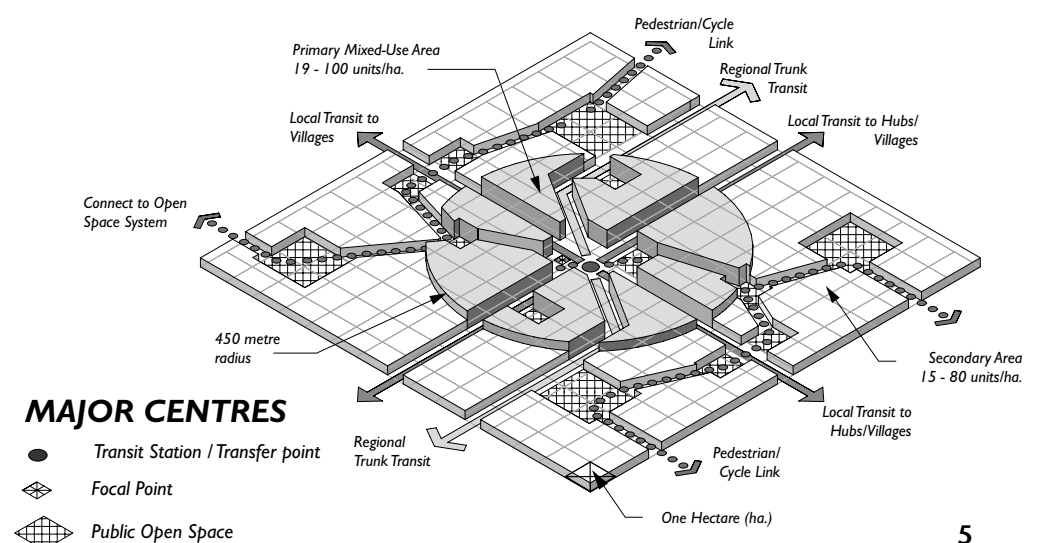 Pedestrian/Cycle
Link
Primary Mixed-Use Area
19 - 100 units/ha.
Regional Trunk
Transit
Local Transit to
Villages
Local Transit to Hubs/
Villages
Connect to Open
Space System
450 metre
radius
Secondary Area
15 - 80 units/ha.
MAJOR CENTRES
Transit Station / Transfer point
Focal Point
Public Open Space
Regional
Trunk Transit
Local Transit to
Hubs/Villages
Pedestrian/
Cycle Link
One Hectare (ha.)
5